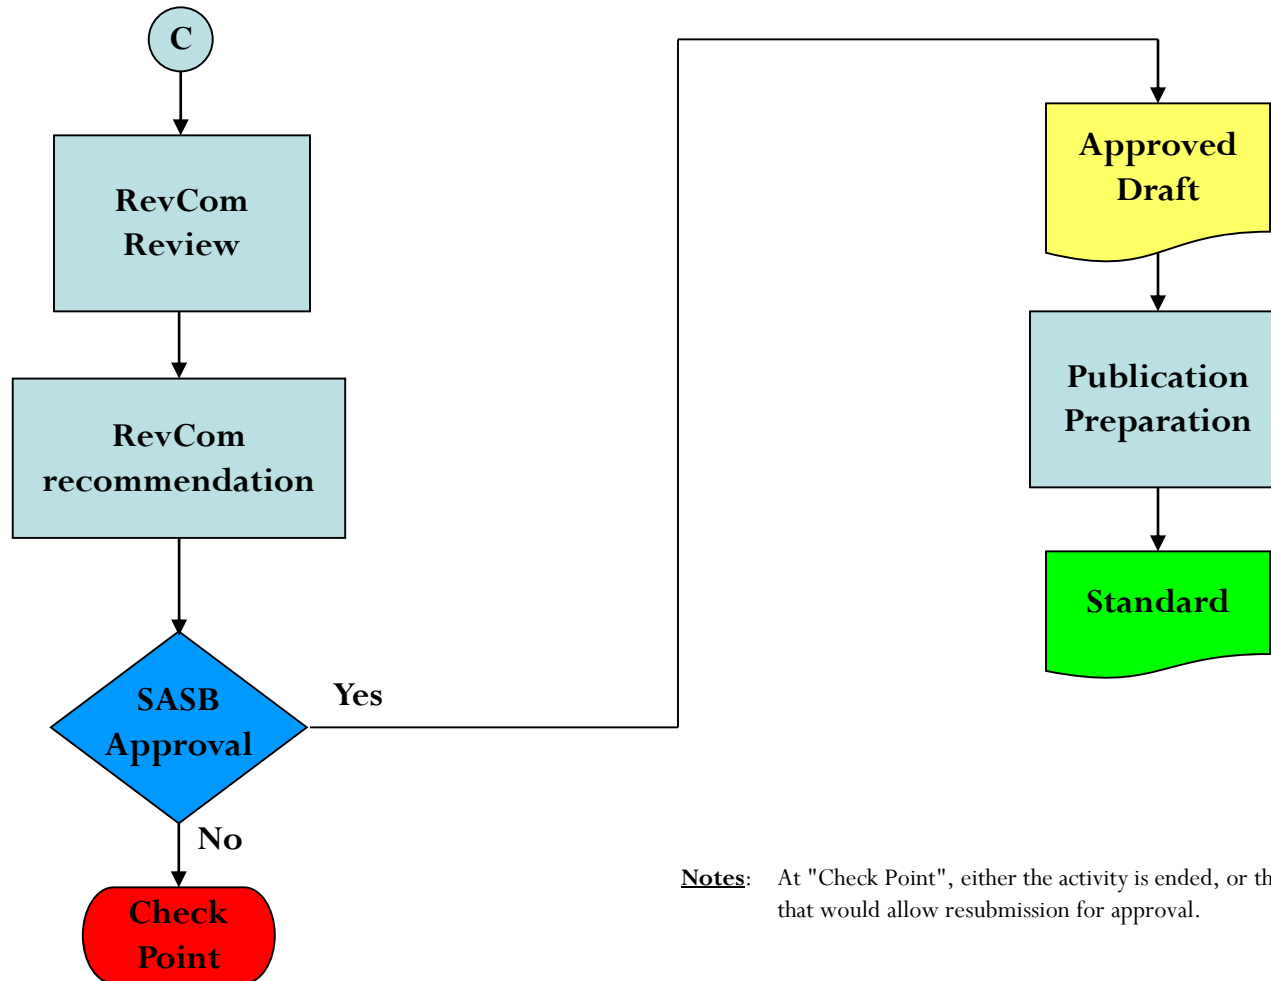 C
RevCom
Review
RevCom
recommendation
SASB
Approval
Yes
No
Check
Point
Approved
Draft
Publication
Preparation
Standard
Notes: At "Check Point", either the activity is ended, or th
that would allow resubmission for approval.